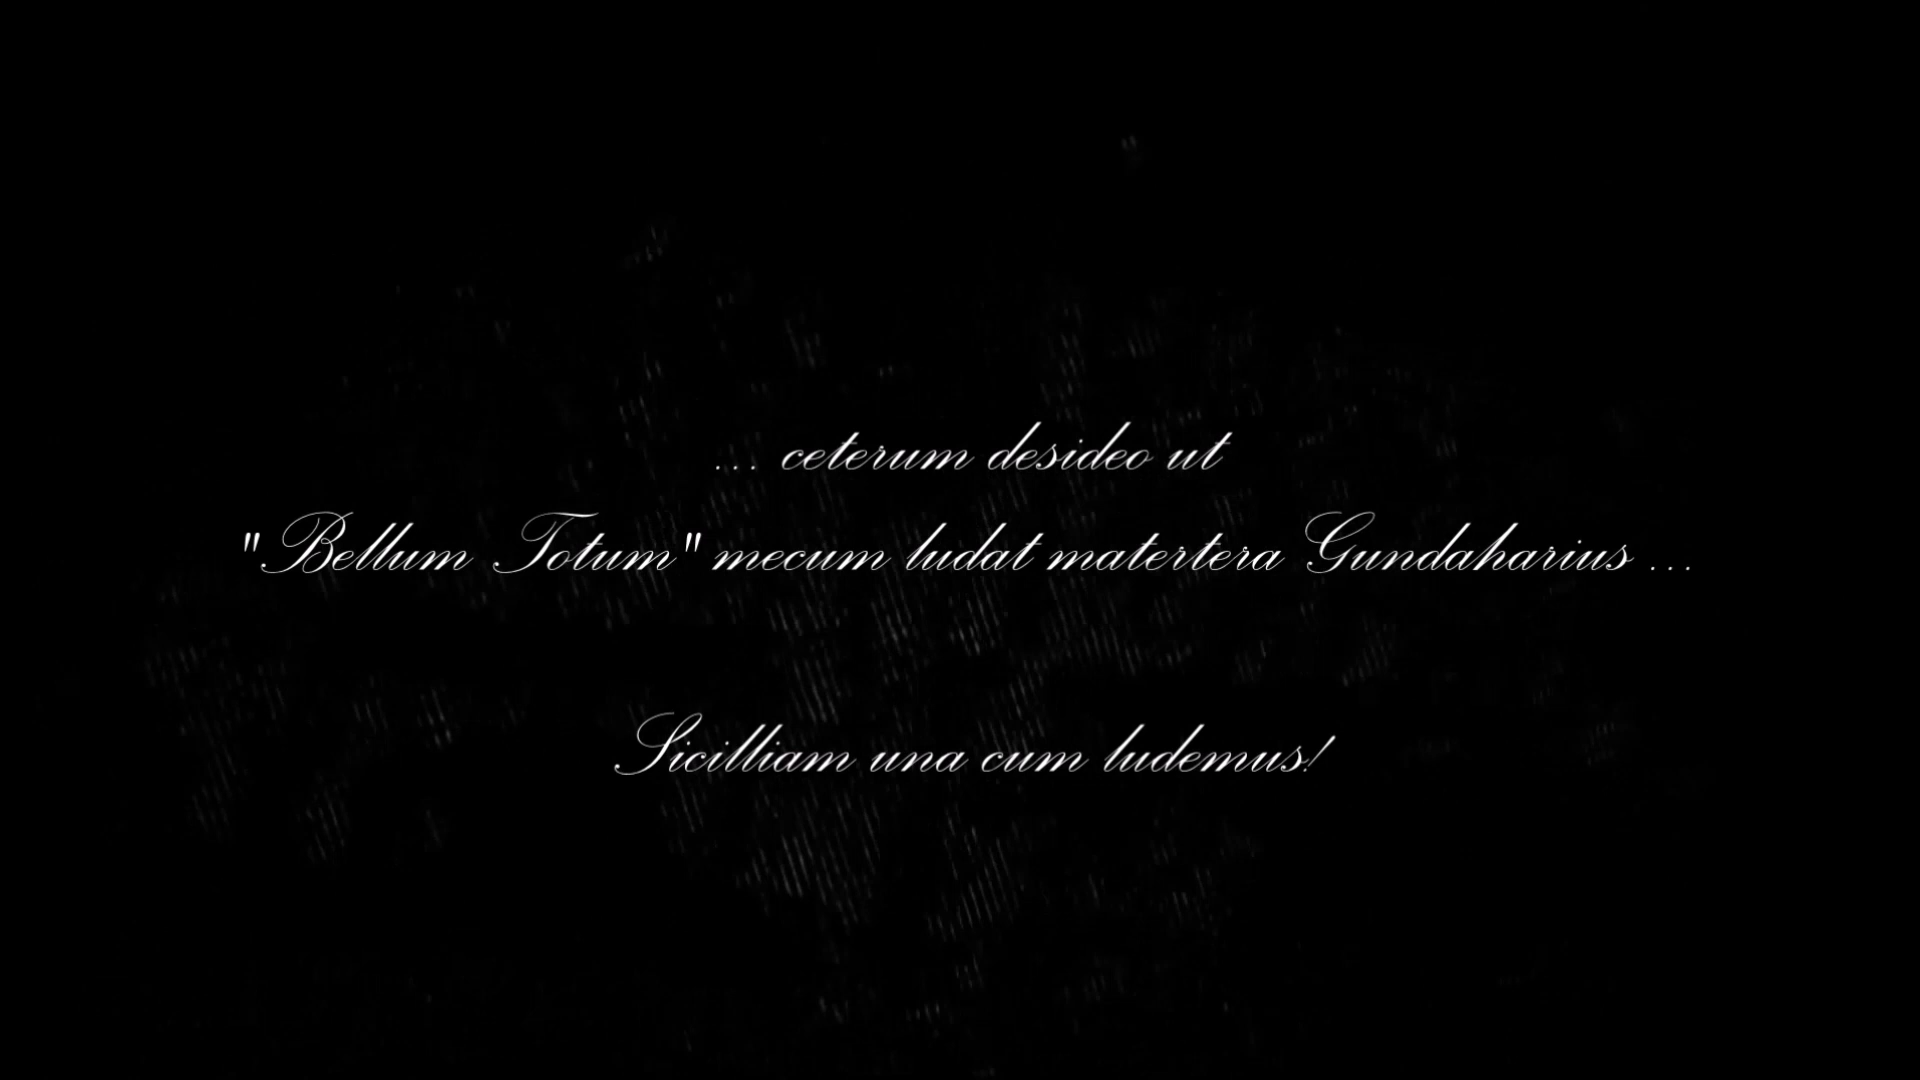 ... ceterum desideo ut
"Bellum Totum" mecum ludat matertera Gundaharius ...
Sicilliam una cum ludemus!